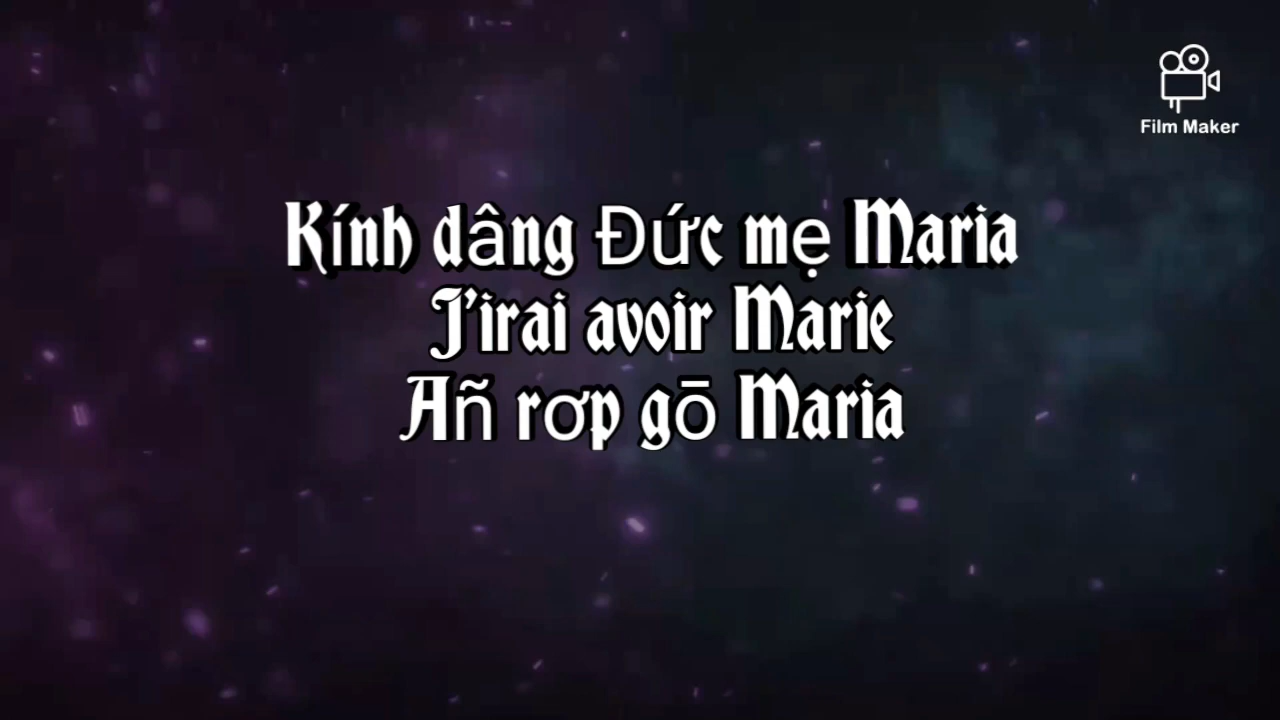 Film Maker
Kính dâng Đức mẹ Maria
J'irai avoir Marie
Añ rơp gō Maria